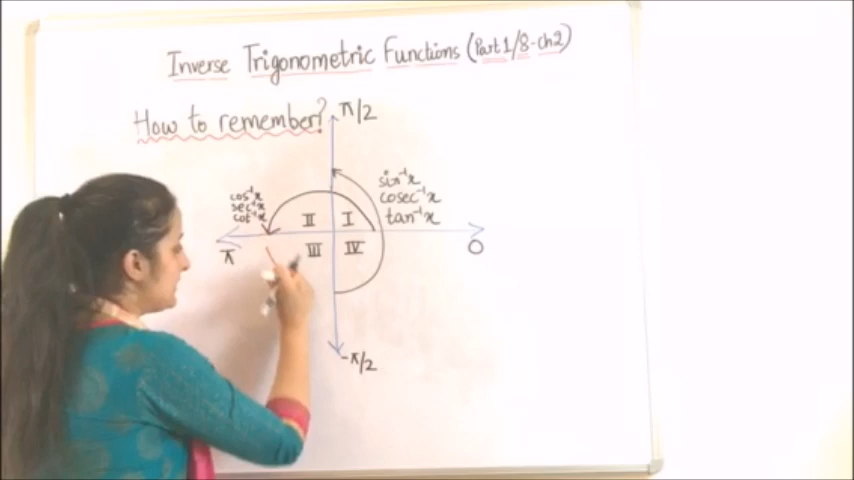 Inverse Trigonometric Functions (Part 1/8-Ch2)
How to remember?
π/2
sin⁻¹x
cosec⁻¹x
tan⁻¹x
cos⁻¹x
sec⁻¹x
cot⁻¹x
II I
π
III IV
0
-π/2